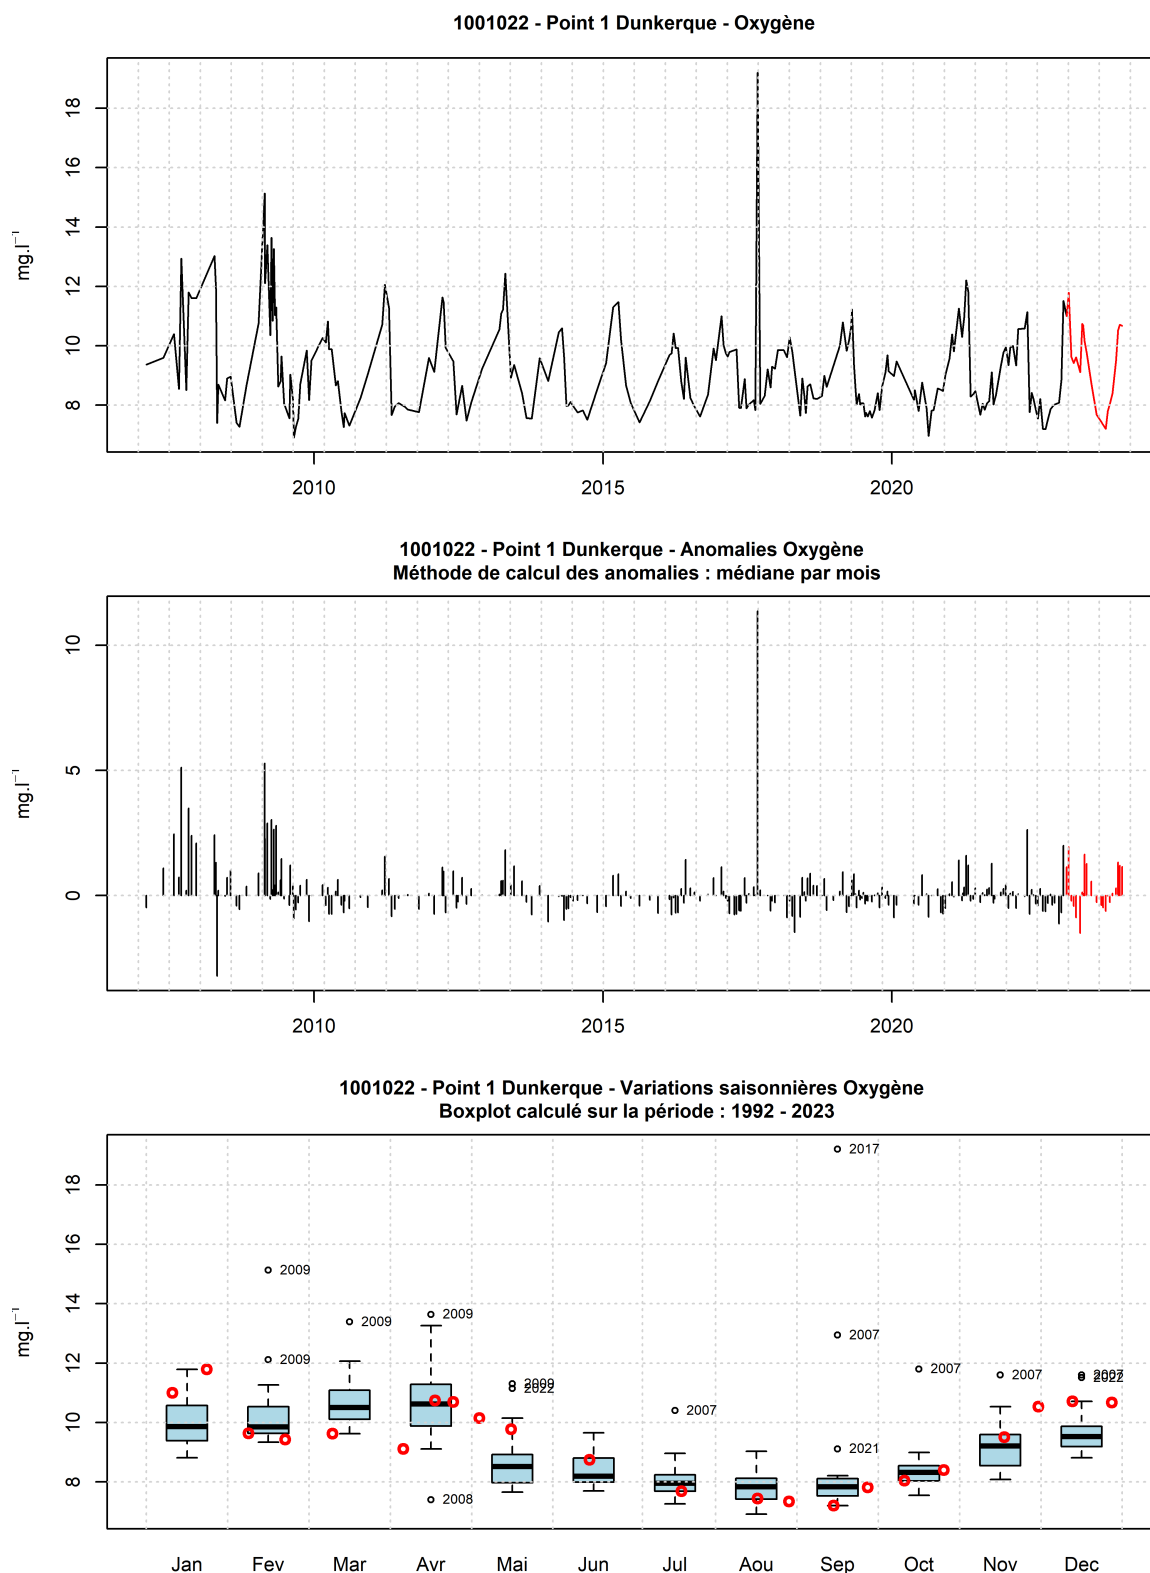 1001022 - Point 1 Dunkerque - Oxygène
18
16
14
12
10
8
mg.l⁻¹
2010
2015
2020
1001022 - Point 1 Dunkerque - Anomalies Oxygène
Méthode de calcul des anomalies : médiane par mois
10
5
0
mg.l⁻¹
2010
2015
2020
1001022 - Point 1 Dunkerque - Variations saisonnières Oxygène
Boxplot calculé sur la période : 1992 - 2023
18
16
14
12
10
8
mg.l⁻¹
2017
2009
2009
2009
2007
2009
2007
2007
2007
2022
2009
2022
2007
2021
2008
Jan
Fev
Mar
Avr
Mai
Jun
Jul
Aou
Sep
Oct
Nov
Dec